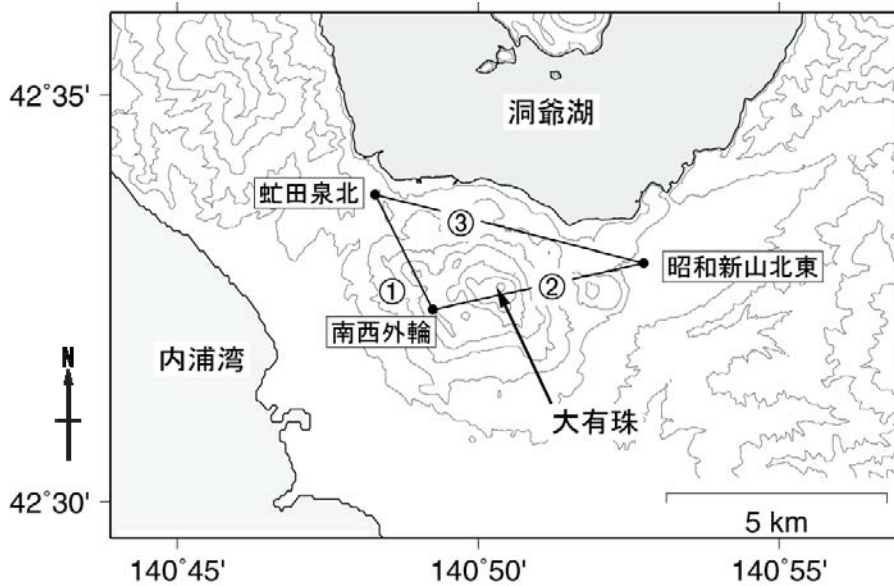 42˚35'
洞爺湖
虻田泉北
③
昭和新山北東
①
②
南西外輪
内浦湾
N
大有珠
42˚30'
5 km
140˚45'
140˚50'
140˚55'